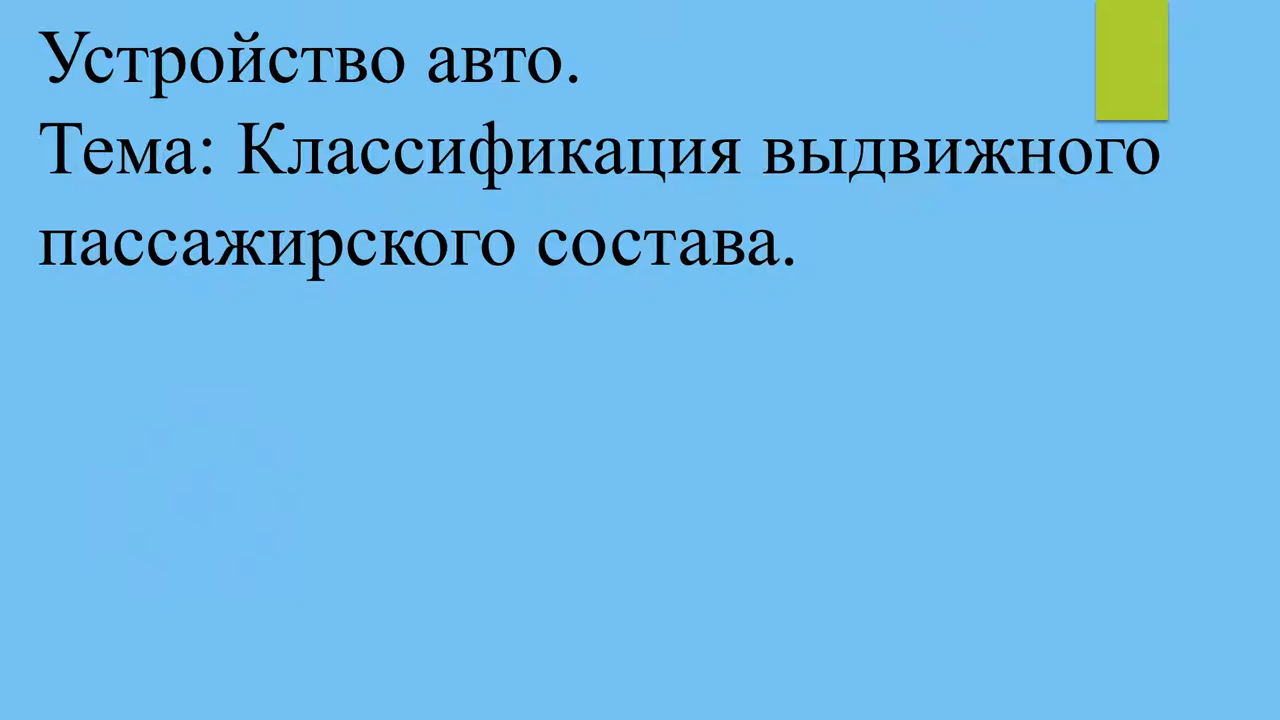 Устройство авто.
Тема: Классификация выдвижного
пассажирского состава.